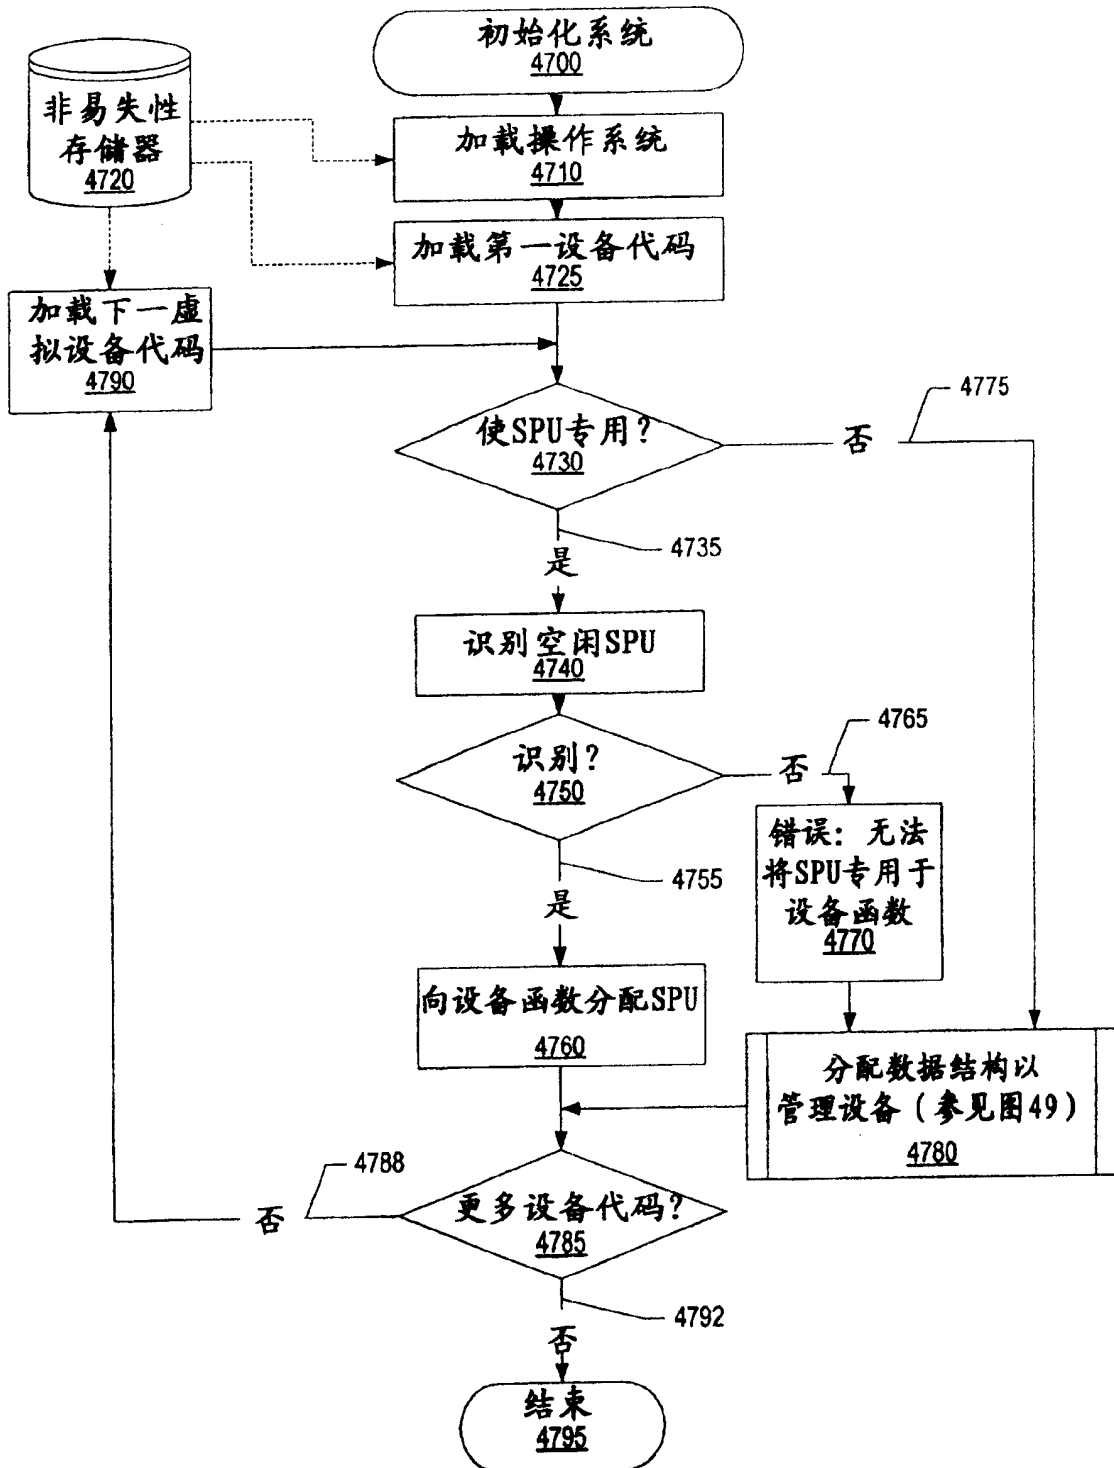 初始化系统
4700
非易失性
存储器
4720
加载操作系统
4710
加载第一设备代码
4725
加载下一虚
拟设备代码
4790
4775
使SPU专用？
4730
否
4735
是
识别空闲SPU
4740
4765
识别？
4750
否
错误：无法
将SPU专用于
设备函数
4770
4755
是
向设备函数分配SPU
4760
分配数据结构以
管理设备（参见图49）
4780
4788
否
更多设备代码？
4785
4792
否
结束
4795